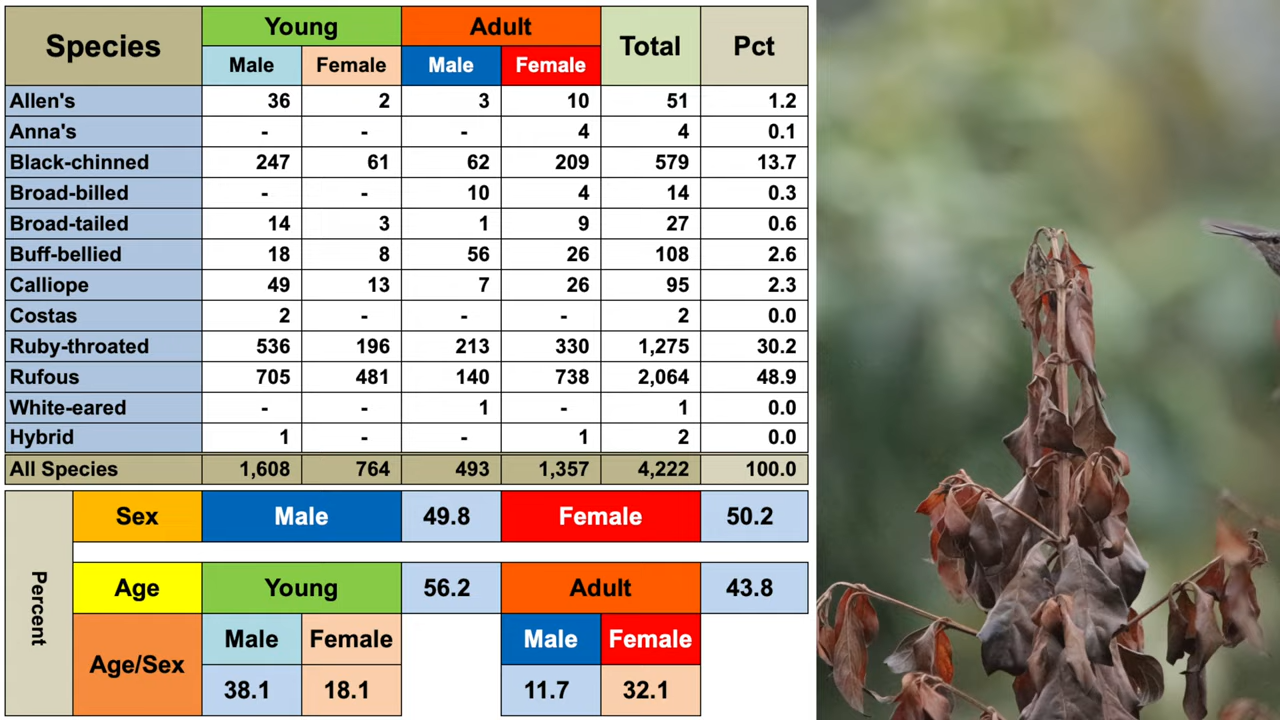 Species Young Adult Total Pct
Male Female Male Female
Allen's 36 2 3 10 51 1.2
Anna's - - - 4 4 0.1
Black-chinned 247 61 62 209 579 13.7
Broad-billed - - 10 4 14 0.3
Broad-tailed 14 3 1 9 27 0.6
Buff-bellied 18 8 56 26 108 2.6
Calliope 49 13 7 26 95 2.3
Costas 2 - - - 2 0.0
Ruby-throated 536 196 213 330 1,275 30.2
Rufous 705 481 140 738 2,064 48.9
White-eared - - 1 - 1 0.0
Hybrid 1 - - 1 2 0.0
All Species 1,608 764 493 1,357 4,222 100.0
Percent
Sex Male 49.8 Female 50.2
Age Young 56.2 Adult 43.8
Age/Sex Male Female Male Female
38.1 18.1 11.7 32.1